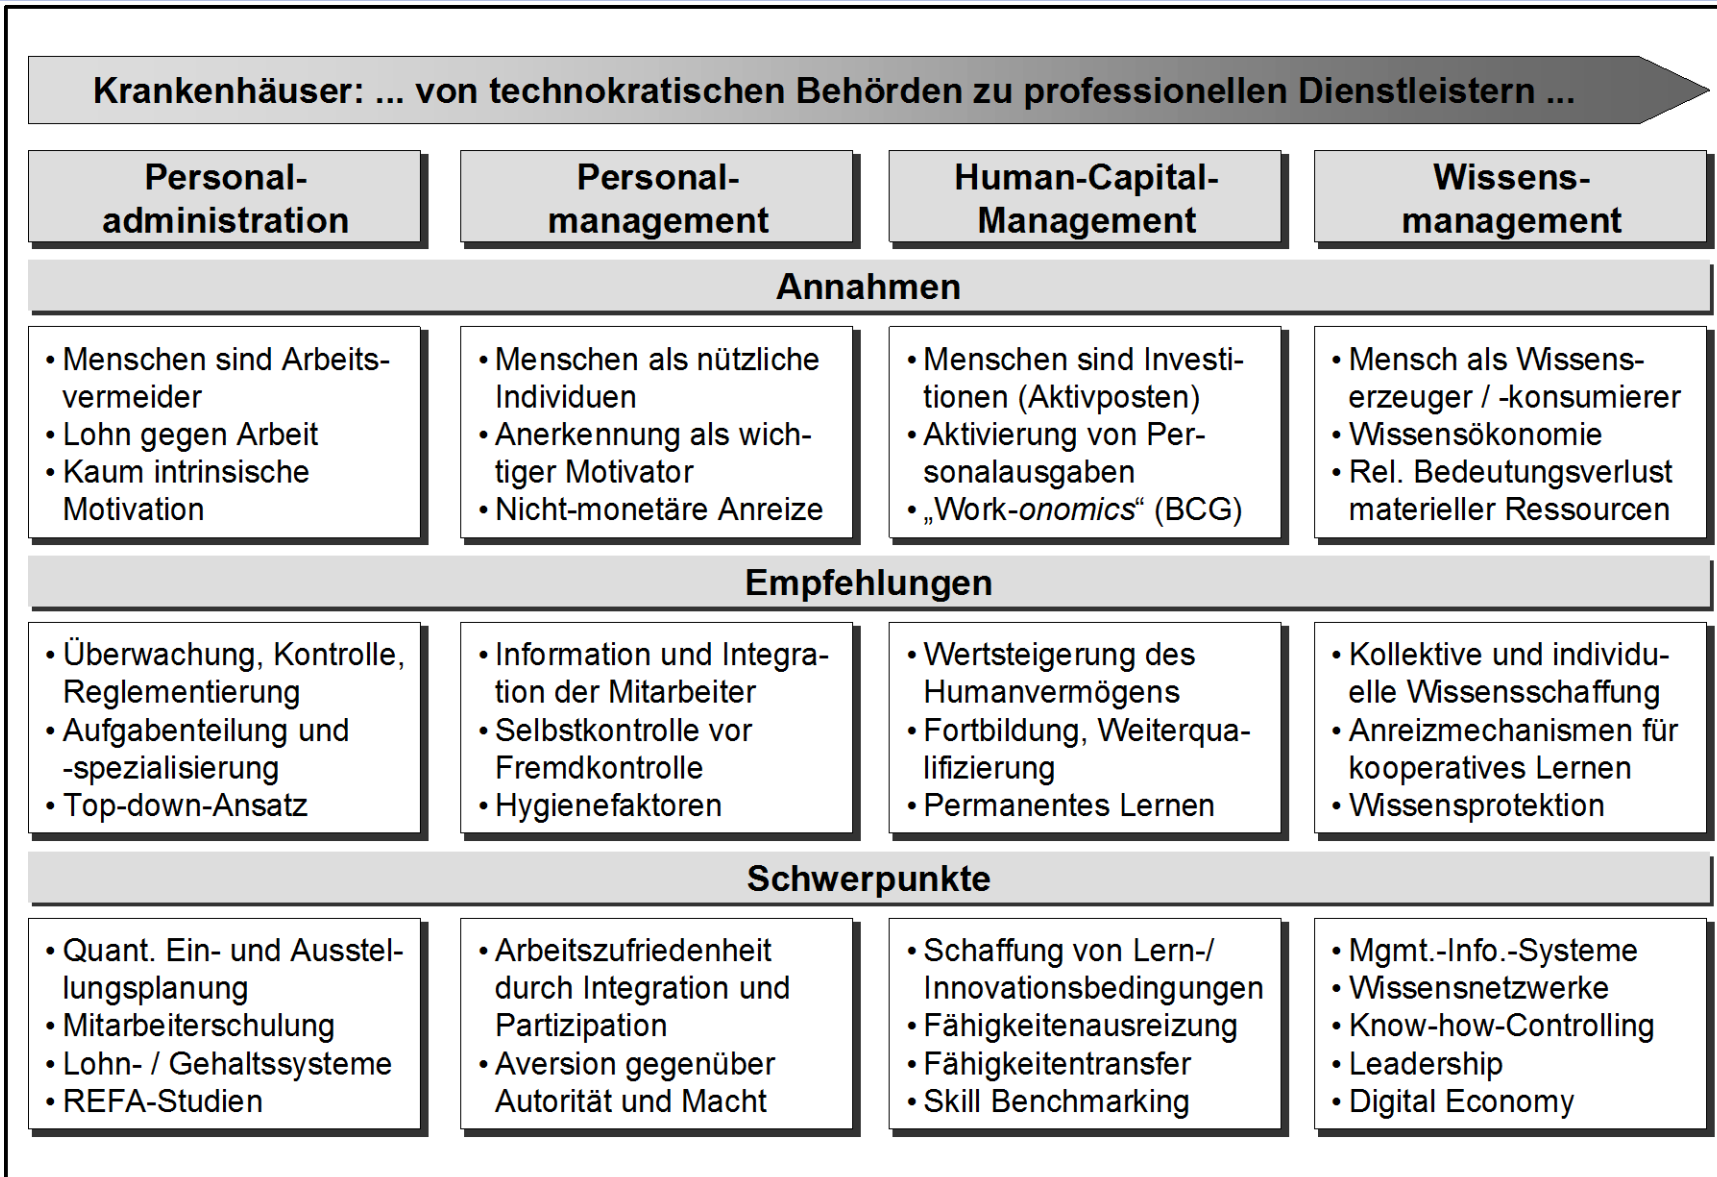 Krankenhäuser: ... von technokratischen Behörden zu professionellen Dienstleistern ...
Personal-
administration
Personal-
management
Human-Capital-
Management
Wissens-
management
Annahmen
• Menschen sind Arbeits-
vermeider
• Lohn gegen Arbeit
• Kaum intrinsische
Motivation
• Menschen als nützliche
Individuen
• Anerkennung als wich-
tiger Motivator
• Nicht-monetäre Anreize
• Menschen sind Investi-
tionen (Aktivposten)
• Aktivierung von Per-
sonalausgaben
• „Work-onomics“ (BCG)
• Mensch als Wissens-
erzeuger / -konsumierer
• Wissensökonomie
• Rel. Bedeutungsverlust
materieller Ressourcen
Empfehlungen
• Überwachung, Kontrolle,
Reglementierung
• Aufgabenteilung und
-spezialisierung
• Top-down-Ansatz
• Information und Integra-
tion der Mitarbeiter
• Selbstkontrolle vor
Fremdkontrolle
• Hygienefaktoren
• Wertsteigerung des
Humanvermögens
• Fortbildung, Weiterqua-
lifizierung
• Permanentes Lernen
• Kollektive und individu-
elle Wissensschaffung
• Anreizmechanismen für
kooperatives Lernen
• Wissensprotektion
Schwerpunkte
• Quant. Ein- und Ausstel-
lungsplanung
• Mitarbeiterschulung
• Lohn- / Gehaltssysteme
• REFA-Studien
• Arbeitszufriedenheit
durch Integration und
Partizipation
• Aversion gegenüber
Autorität und Macht
• Schaffung von Lern-/
Innovationsbedingungen
• Fähigkeitenausreizung
• Fähigkeitentransfer
• Skill Benchmarking
• Mgmt.-Info.-Systeme
• Wissensnetzwerke
• Know-how-Controlling
• Leadership
• Digital Economy